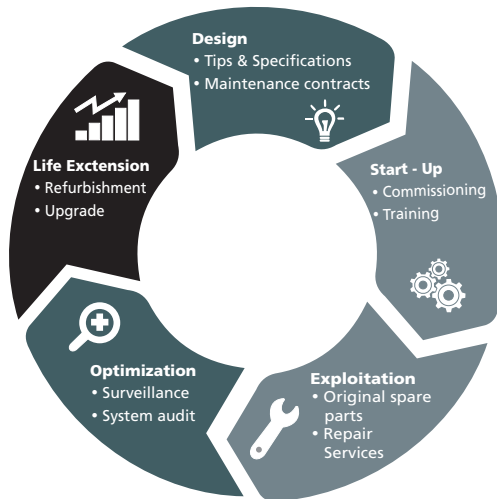 Design
• Tips & Specifications
• Maintenance contracts
Start - Up
• Commissioning
• Training
Exploitation
• Original spare
parts
• Repair
Services
Optimization
• Surveillance
• System audit
Life Exctension
• Refurbishment
• Upgrade